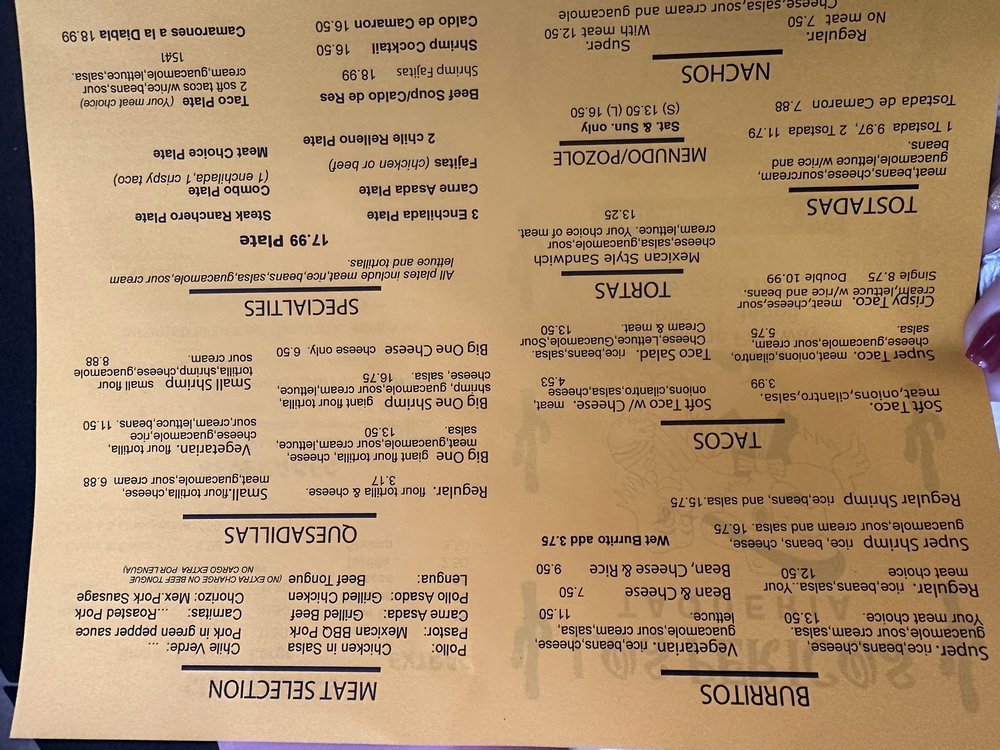 BURRITOS
Super. rice,beans,cheese,
guacamole,sour cream,salsa.
Your meat choice. 13.50
Regular. rice,beans,salsa..Your
meat choice 12.50
Vegetarian. rice,beans,cheese,
guacamole,sour cream,salsa,
lettuce. 11.50
Bean & Cheese 7.50
Bean, Cheese & Rice 9.50
Super Shrimp rice, beans, cheese,
guacamole,sour cream and salsa. 16.75
Wet Burrito add 3.75
Regular Shrimp rice,beans, and salsa.15.75
TACOS
Soft Taco.
meat,onions,cilantro,salsa.
3.99
Soft Taco w/ Cheese. meat,
onions,cilantro,salsa,cheese
4.53
Super Taco. meat,onions,cilantro,
cheese,guacamole,sour cream,
salsa. 5.75
Taco Salad. rice,beans,salsa,
Cheese,Lettuce,Guacamole,Sour
Cream & meat. 13.50
Crispy Taco. meat,cheese,sour
cream,lettuce w/rice and beans.
Single 8.75 Double 10.99
TORTAS
Mexican Style Sandwich
cheese,salsa,guacamole,sour
cream,lettuce. Your choice of meat.
13.25
TOSTADAS
meat,beans,cheese,sourcream,
guacamole,lettuce w/rice and
beans.
1 Tostada 9.97, 2 Tostada 11.79
Tostada de Camaron 7.88
MENUDO/POZOLE
Sat. & Sun. only
(S) 13.50 (L) 16.50
NACHOS
Regular. Super.
No meat 7.50 With meat 12.50
Cheese,salsa,sour cream and guacamole
MEAT SELECTION
Pollo: Chicken in Salsa
Pastor: Mexican BBQ Pork
Carne Asada: Grilled Beef
Pollo Asado: Grilled Chicken
Lengua: Beef Tongue (NO EXTRA CHARGE ON BEEF TONGUE
NO CARGO EXTRA POR LENGUA)
Chile Verde: ...
Pork in green pepper sauce
Carnitas: ...Roasted Pork
Chorizo: Mex.Pork Sausage
QUESADILLAS
Regular. flour tortilla & cheese.
3.17
Small.flour tortilla,cheese,
meat,guacamole,sour cream 6.88
Big One giant flour tortilla, cheese,
meat,guacamole,sour cream,lettuce,
salsa. 13.50
Vegetarian. flour tortilla,
cheese,guacamole,rice
sour,cream,lettuce,beans. 11.50
Big One Shrimp giant flour tortilla,
shrimp, guacamole,sour cream,lettuce,
cheese, salsa. 16.75
Small Shrimp small flour
tortilla,shrimp,cheese,guacamole
sour cream. 8.88
Big One Cheese cheese only. 6.50
SPECIALTIES
All plates include meat,rice,beans,salsa,guacamole,sour cream
lettuce and tortillas.
17.99 Plate
3 Enchilada Plate
Carne Asada Plate
Fajitas (chicken or beef)
2 chile Relleno Plate
Steak Ranchero Plate
Combo Plate
(1 enchilada,1 crispy taco)
Meat Choice Plate
Beef Soup/Caldo de Res
Shrimp Fajitas 18.99
Shrimp Cocktail 16.50
Caldo de Camaron 16.50
Taco Plate (Your meat choice)
2 soft tacos w/rice,beans,sour
cream,guacamole,lettuce,salsa.
1541
Camarones a la Diabla 18.99